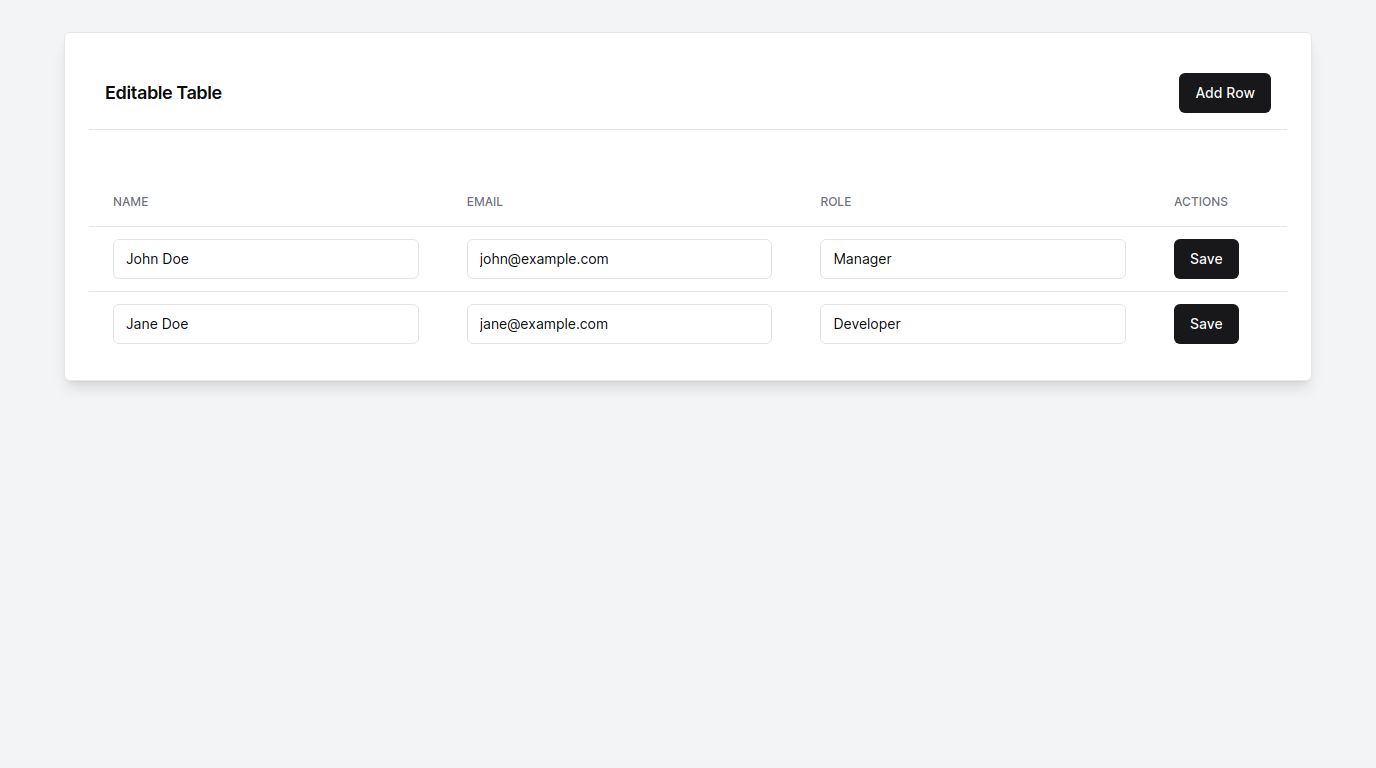 Editable Table
Add Row
NAME EMAIL ROLE ACTIONS
John Doe john@example.com Manager Save
Jane Doe jane@example.com Developer Save